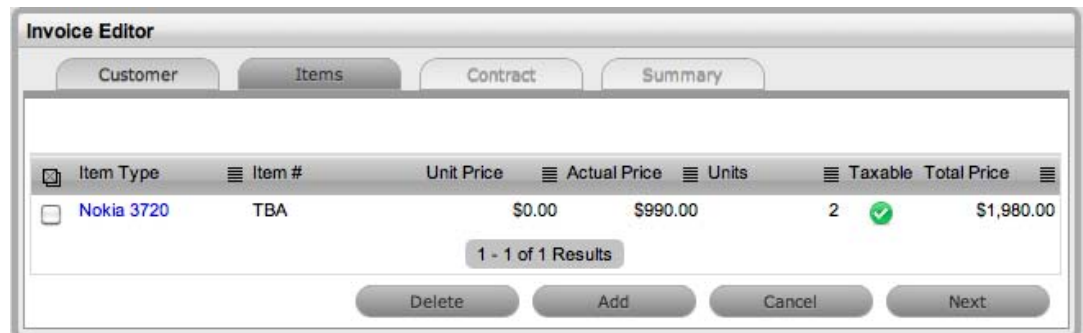 Invoice Editor
Customer Items Contract Summary
Item Type Item # Unit Price Actual Price Units Taxable Total Price
Nokia 3720 TBA $0.00 $990.00 2 $1,980.00
1 - 1 of 1 Results
Delete Add Cancel Next